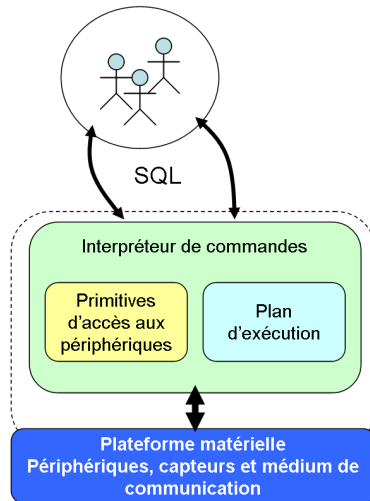 SQL
Interpréteur de commandes
Primitives
d'accès aux
périphériques
Plan
d'exécution
Plateforme matérielle
Périphériques, capteurs et médium de
communication